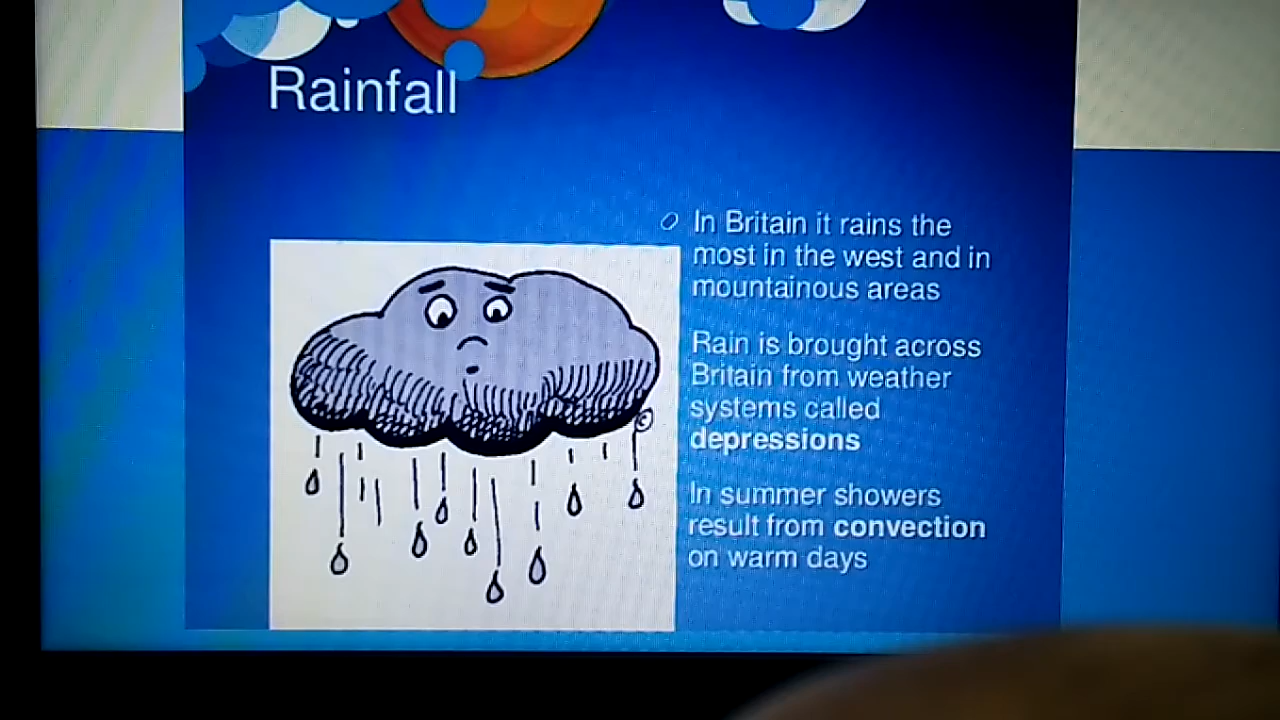 Rainfall
In Britain it rains the
most in the west and in
mountainous areas
Rain is brought across
Britain from weather
systems called
depressions
In summer showers
result from convection
on warm days
©